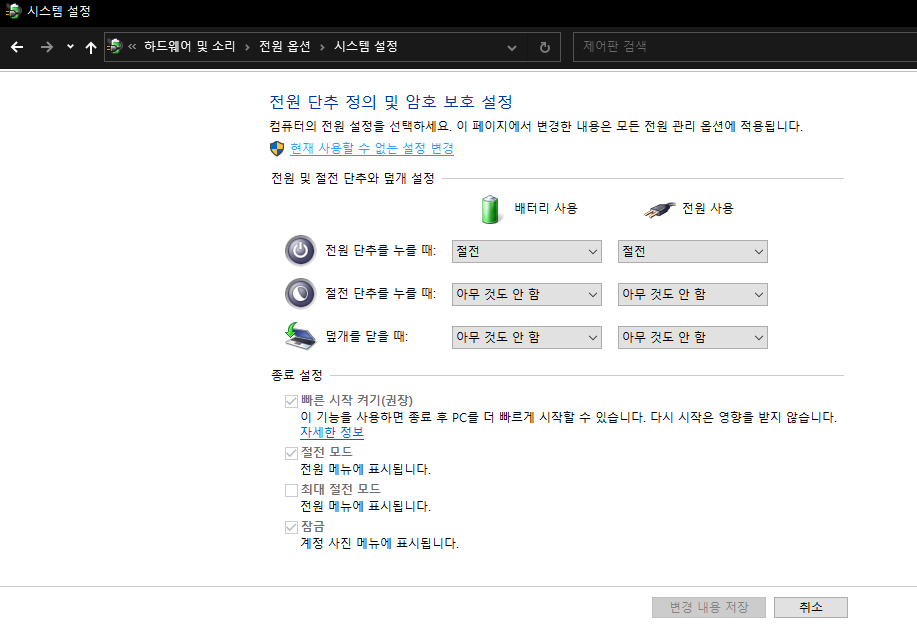 시스템 설정
« 하드웨어 및 소리 › 전원 옵션 › 시스템 설정
제어판 검색
전원 단추 정의 및 암호 보호 설정
컴퓨터의 전원 설정을 선택하세요. 이 페이지에서 변경한 내용은 모든 전원 관리 옵션에 적용됩니다.
현재 사용할 수 없는 설정 변경
전원 및 절전 단추와 덮개 설정
배터리 사용 전원 사용
전원 단추를 누를 때: 절전 절전
절전 단추를 누를 때: 아무 것도 안 함 아무 것도 안 함
덮개를 닫을 때: 아무 것도 안 함 아무 것도 안 함
종료 설정
빠른 시작 켜기(권장)
이 기능을 사용하면 종료 후 PC를 더 빠르게 시작할 수 있습니다. 다시 시작은 영향을 받지 않습니다.
자세한 정보
절전 모드
전원 메뉴에 표시됩니다.
최대 절전 모드
전원 메뉴에 표시됩니다.
잠금
계정 사진 메뉴에 표시됩니다.
변경 내용 저장 취소